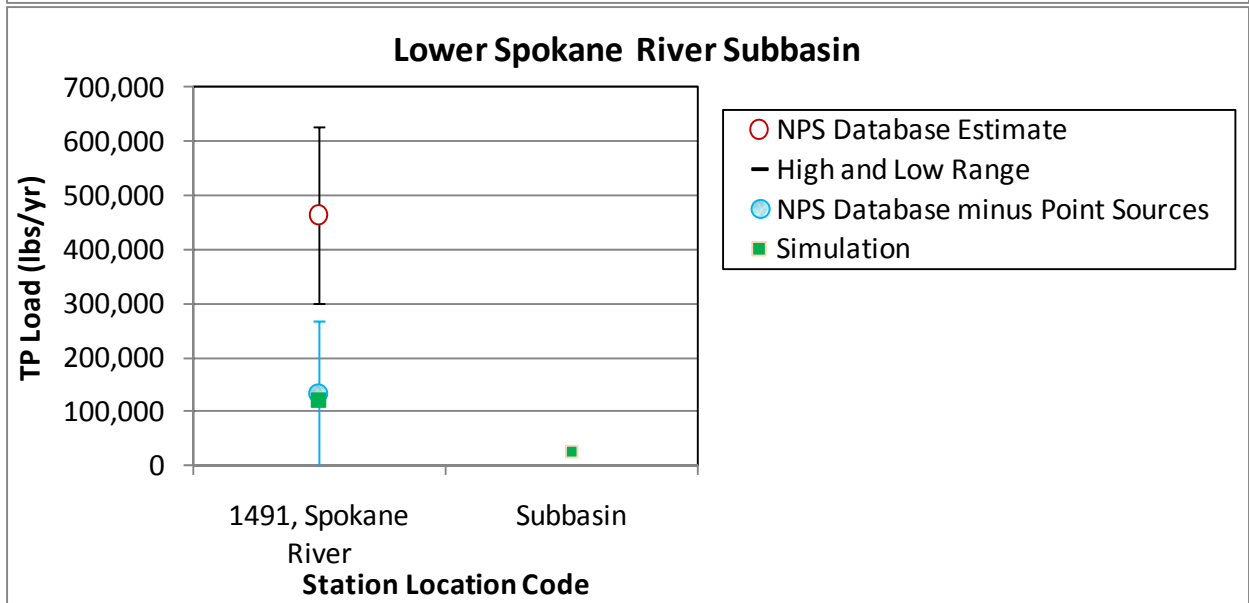 Lower Spokane River Subbasin
700,000
600,000
500,000
400,000
300,000
200,000
100,000
0
TP Load (lbs/yr)
1491, Spokane
River
Subbasin
Station Location Code
NPS Database Estimate
High and Low Range
NPS Database minus Point Sources
Simulation